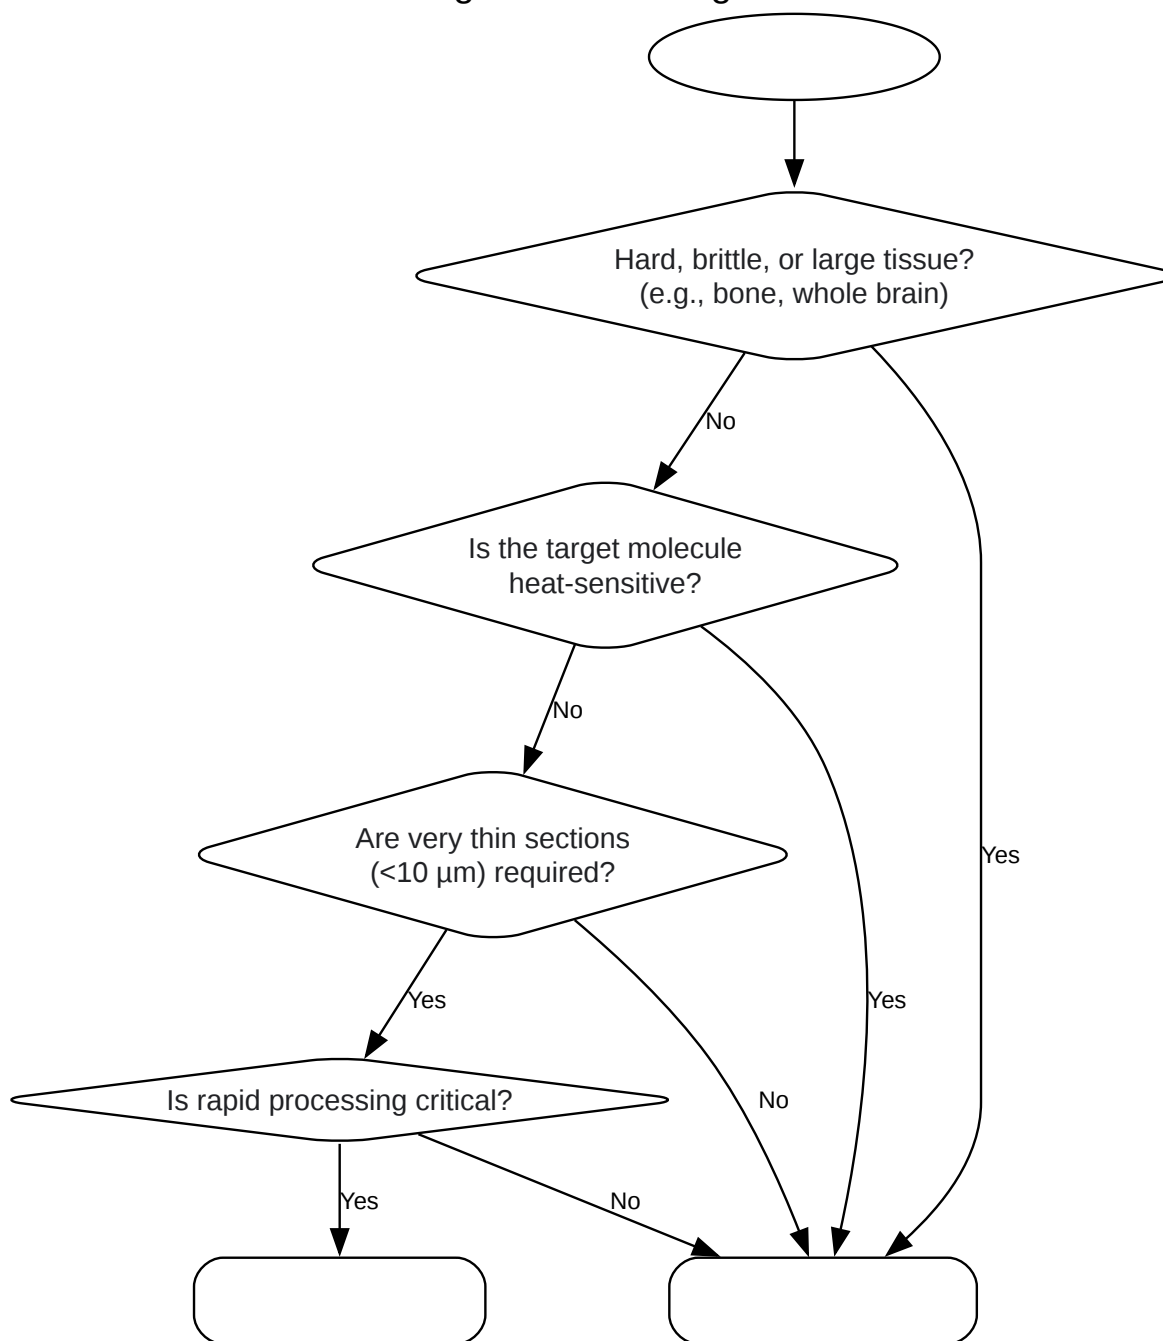 Hard, brittle, or large tissue?
(e.g., bone, whole brain)
No
Is the target molecule
heat-sensitive?
No
Are very thin sections
(<10 µm) required?
Yes
Yes
Yes
Is rapid processing critical?
No
Yes
No